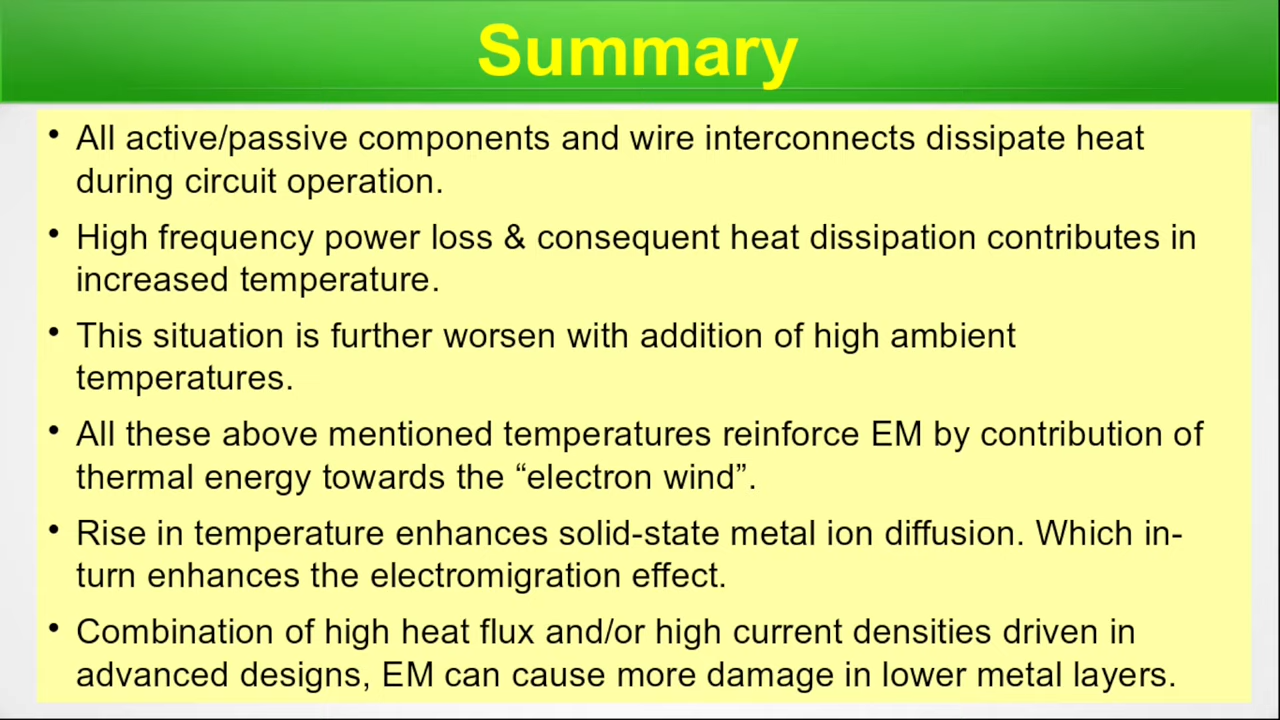 Summary
• All active/passive components and wire interconnects dissipate heat
during circuit operation.
• High frequency power loss & consequent heat dissipation contributes in
increased temperature.
• This situation is further worsen with addition of high ambient
temperatures.
• All these above mentioned temperatures reinforce EM by contribution of
thermal energy towards the “electron wind”.
• Rise in temperature enhances solid-state metal ion diffusion. Which in-
turn enhances the electromigration effect.
• Combination of high heat flux and/or high current densities driven in
advanced designs, EM can cause more damage in lower metal layers.